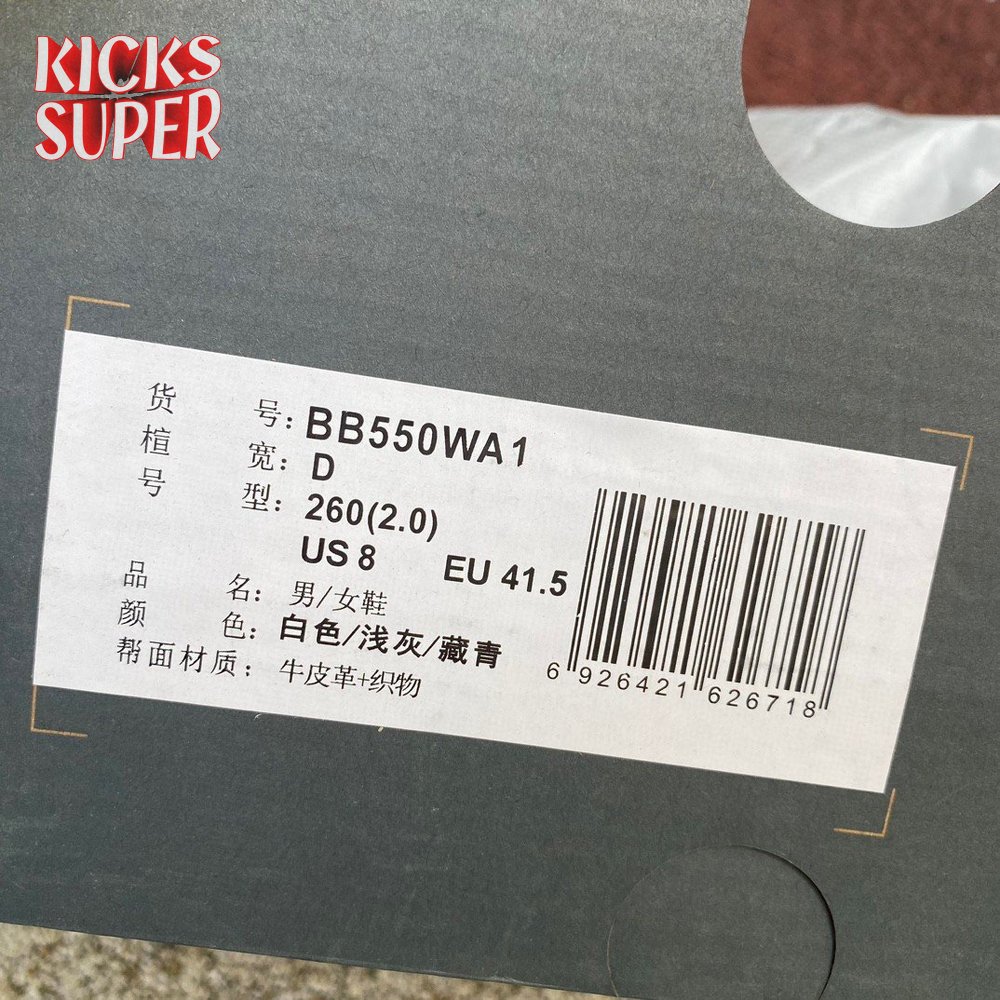 KICKS
SUPER
货 号: BB550WA1
楦 宽: D
号 型: 260(2.0)
US 8 EU 41.5
品 名: 男/女鞋
颜 色: 白色/浅灰/藏青
帮面材质: 牛皮革+织物
6 926421 626718